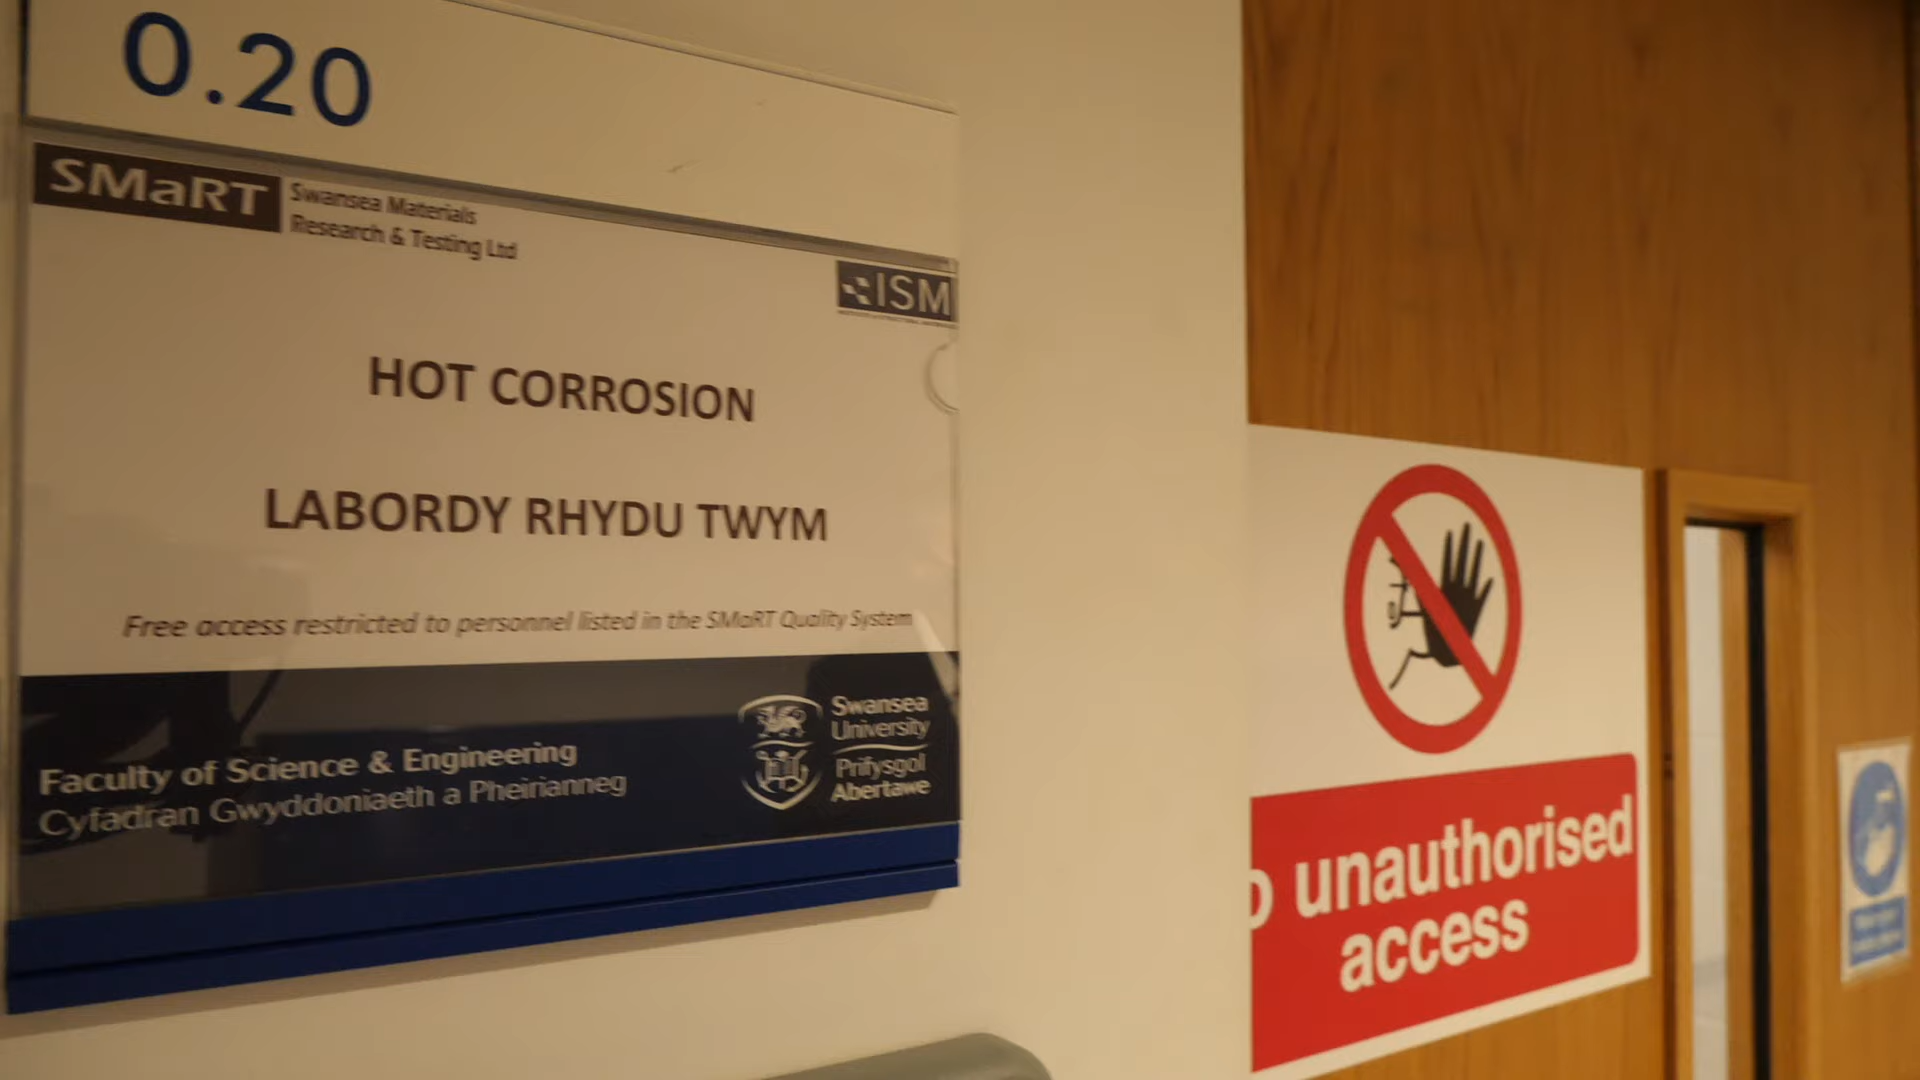 0.20
SMaRT
Swansea Materials
Research & Testing Ltd
ISM
HOT CORROSION
LABORDY RHYDU TWYM
Free access restricted to personnel listed in the SMaRT Quality System
Faculty of Science & Engineering
Cyfadran Gwyddoniaeth a Pheirianneg
Swansea
University
Prifysgol
Abertawe
o unauthorised
access